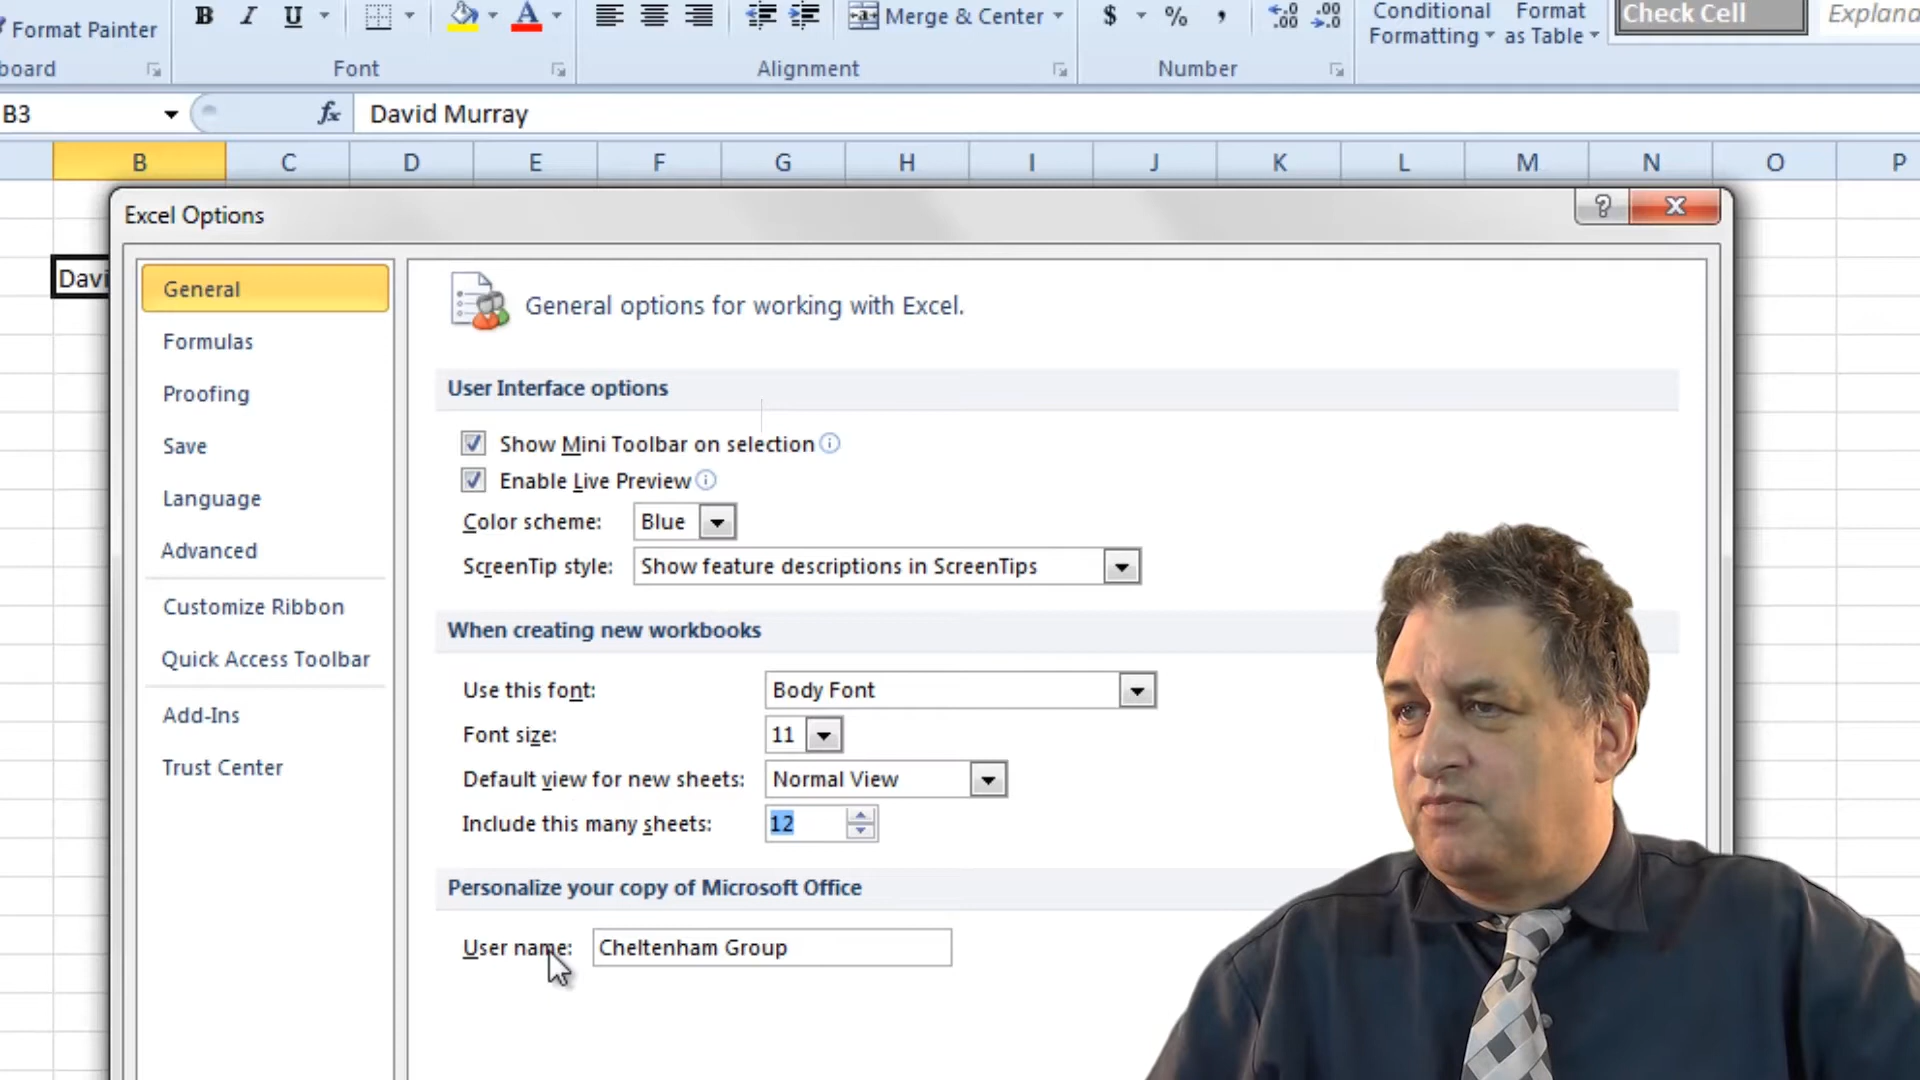 Format Painter
B I U
Merge & Center
$ % ,
.00
.00
Conditional
Formatting
Format
as Table
Check Cell
Explana
board
Font
Alignment
Number
B3
fx
David Murray
B C D E F G H I J K L M N O P
Davi
Excel Options
?
General
Formulas
Proofing
Save
Language
Advanced
Customize Ribbon
Quick Access Toolbar
Add-Ins
Trust Center
General options for working with Excel.
User Interface options
Show Mini Toolbar on selection
Enable Live Preview
Color scheme: Blue
ScreenTip style: Show feature descriptions in ScreenTips
When creating new workbooks
Use this font: Body Font
Font size: 11
Default view for new sheets: Normal View
Include this many sheets: 12
Personalize your copy of Microsoft Office
User name: Cheltenham Group